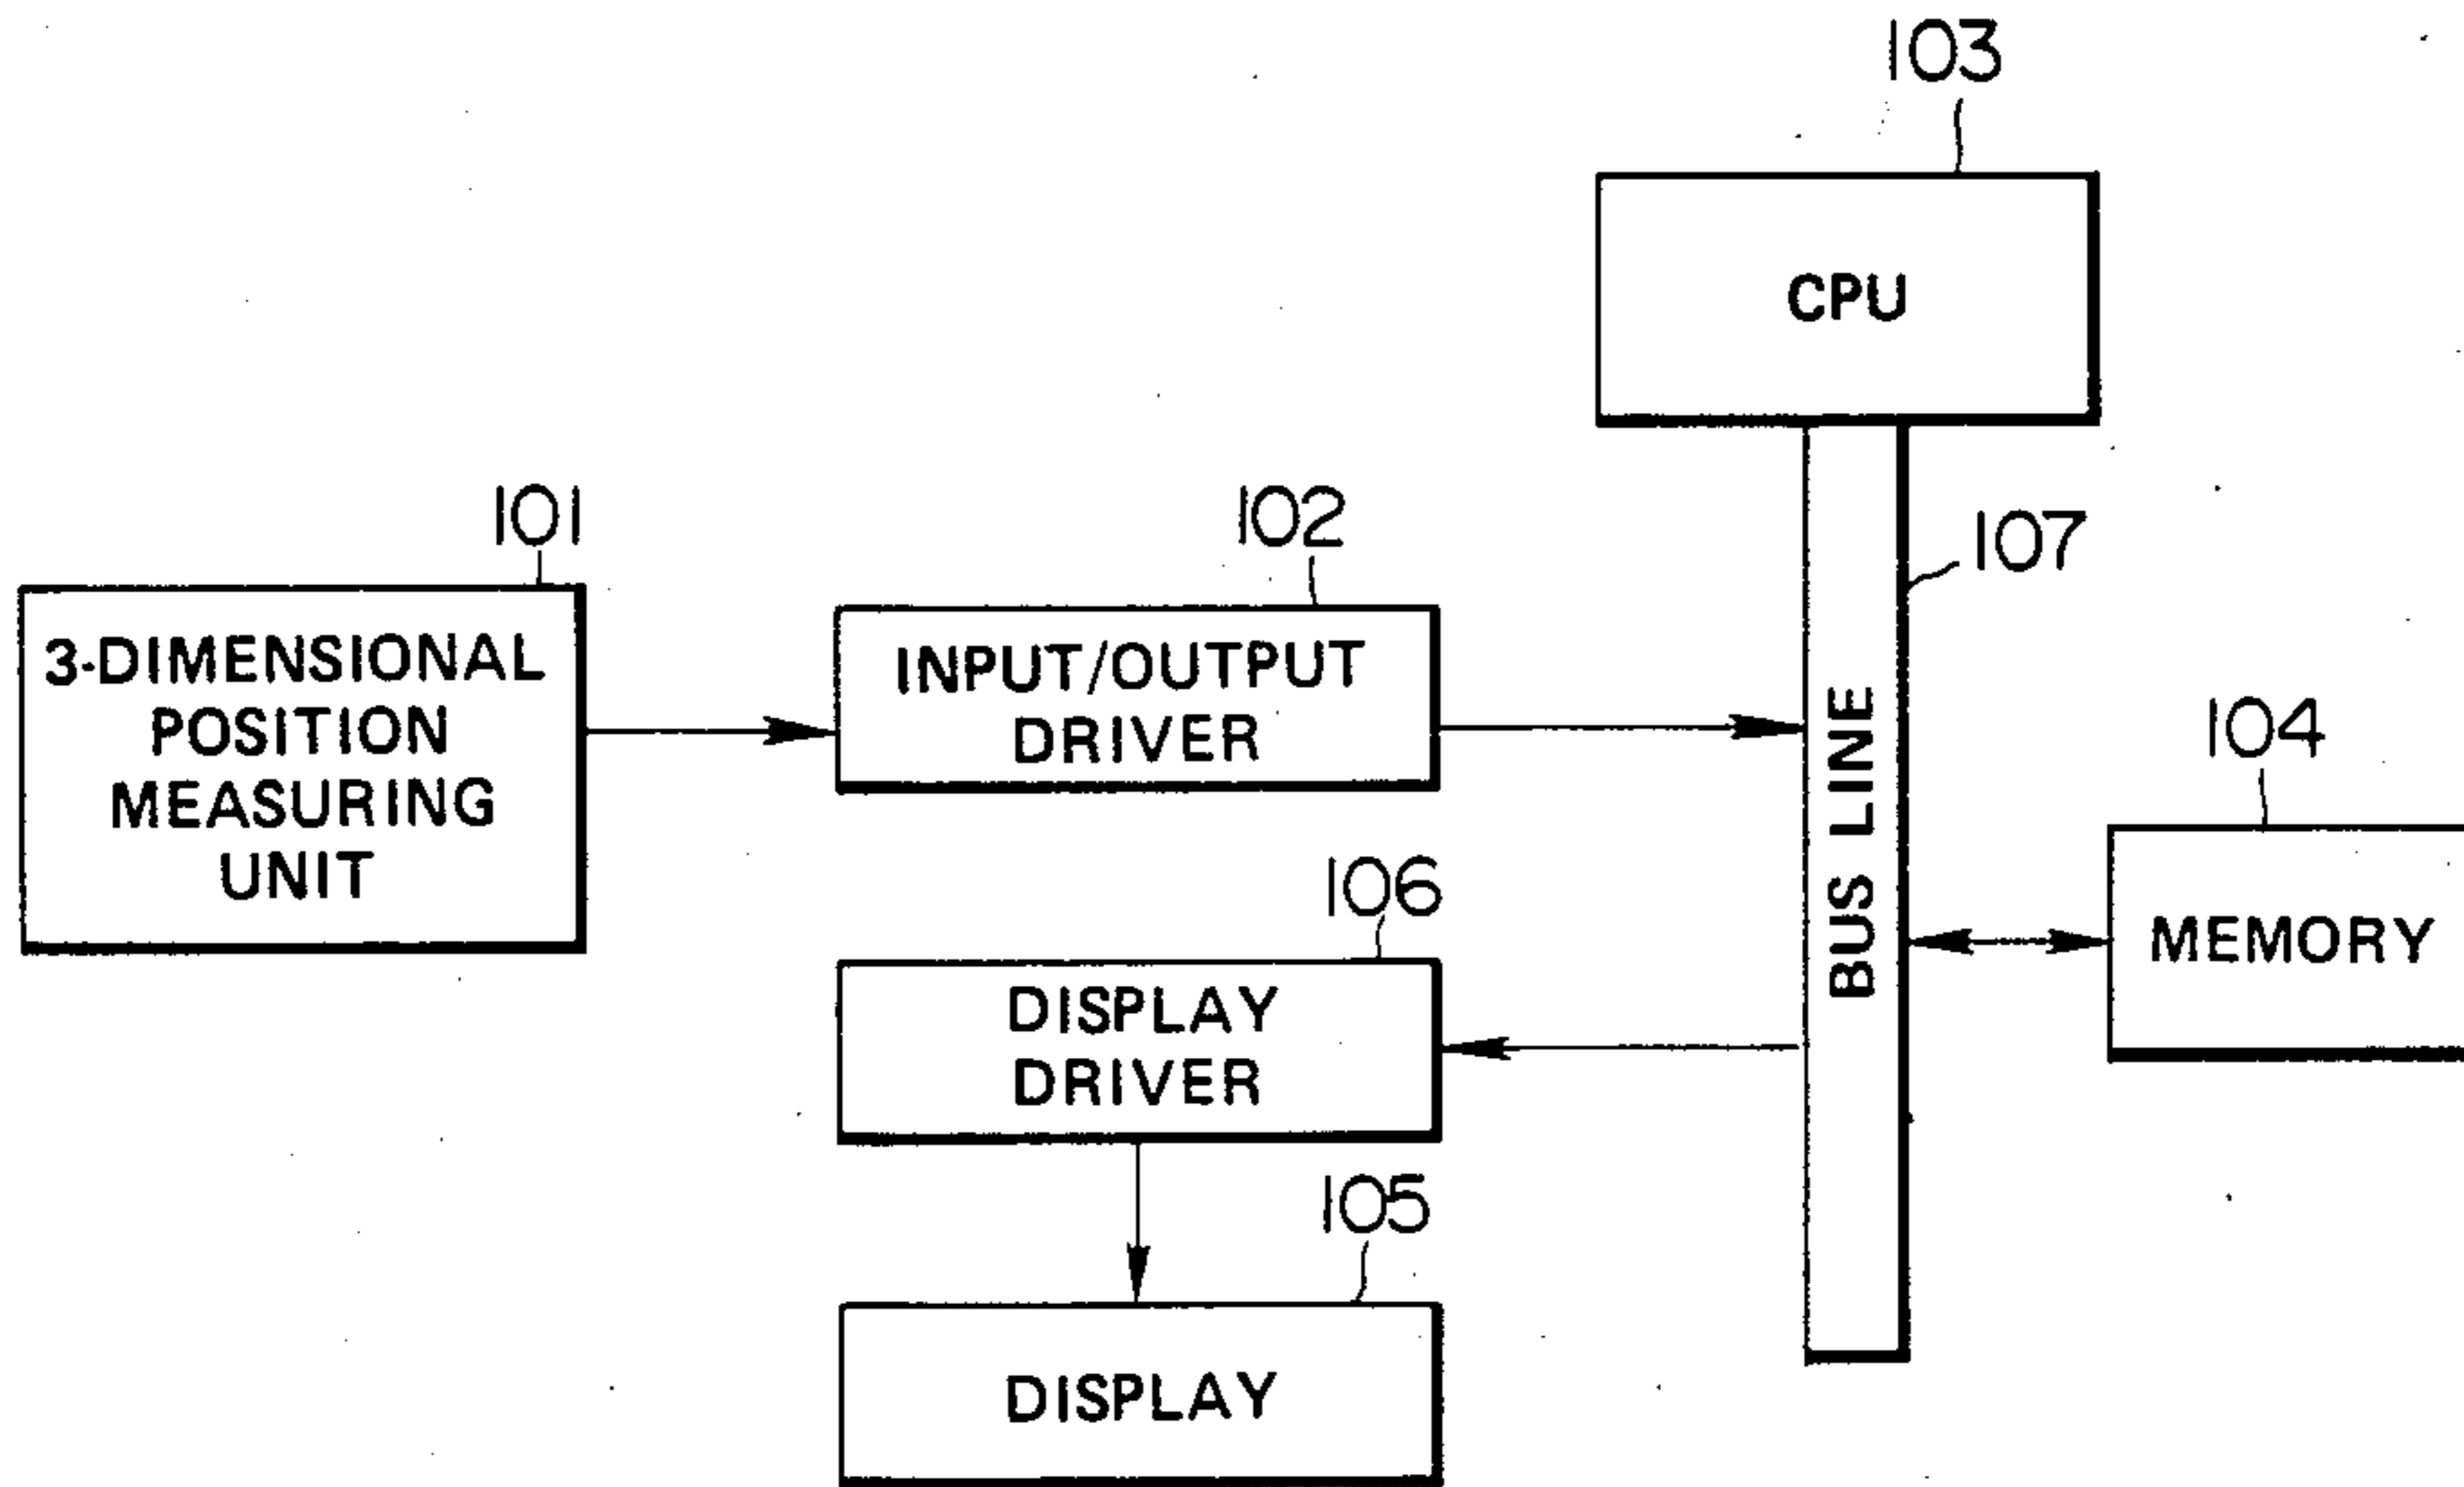 103
CPU
101
102
107
3-DIMENSIONAL
POSITION
MEASURING
UNIT
INPUT/OUTPUT
DRIVER
BUS LINE
104
106
MEMORY
DISPLAY
DRIVER
105
DISPLAY